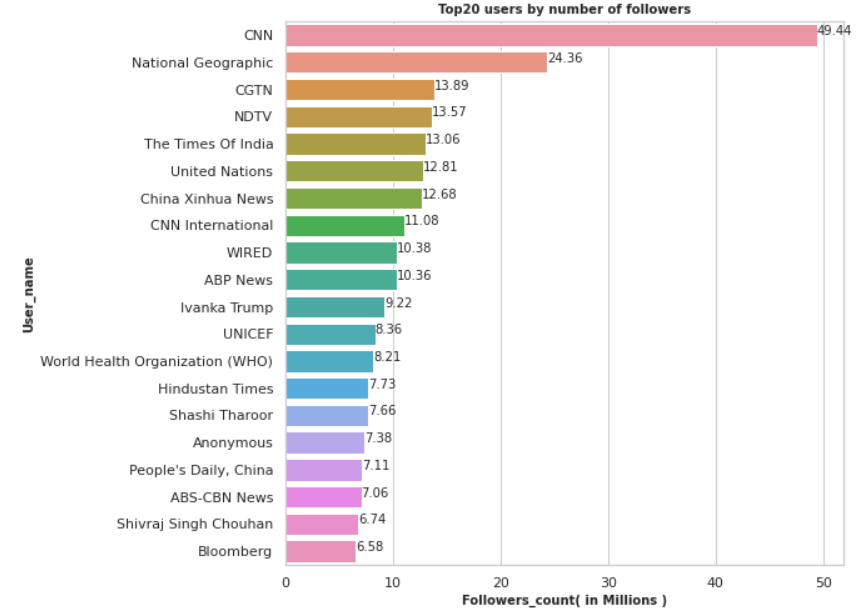 Top20 users by number of followers
CNN 49.44
National Geographic 24.36
CGTN 13.89
NDTV 13.57
The Times Of India 13.06
United Nations 12.81
China Xinhua News 12.68
CNN International 11.08
WIRED 10.38
ABP News 10.36
Ivanka Trump 9.22
UNICEF 8.36
World Health Organization (WHO) 8.21
Hindustan Times 7.73
Shashi Tharoor 7.66
Anonymous 7.38
People's Daily, China 7.11
ABS-CBN News 7.06
Shivraj Singh Chouhan 6.74
Bloomberg 6.58
User_name
0 10 20 30 40 50
Followers_count( in Millions )